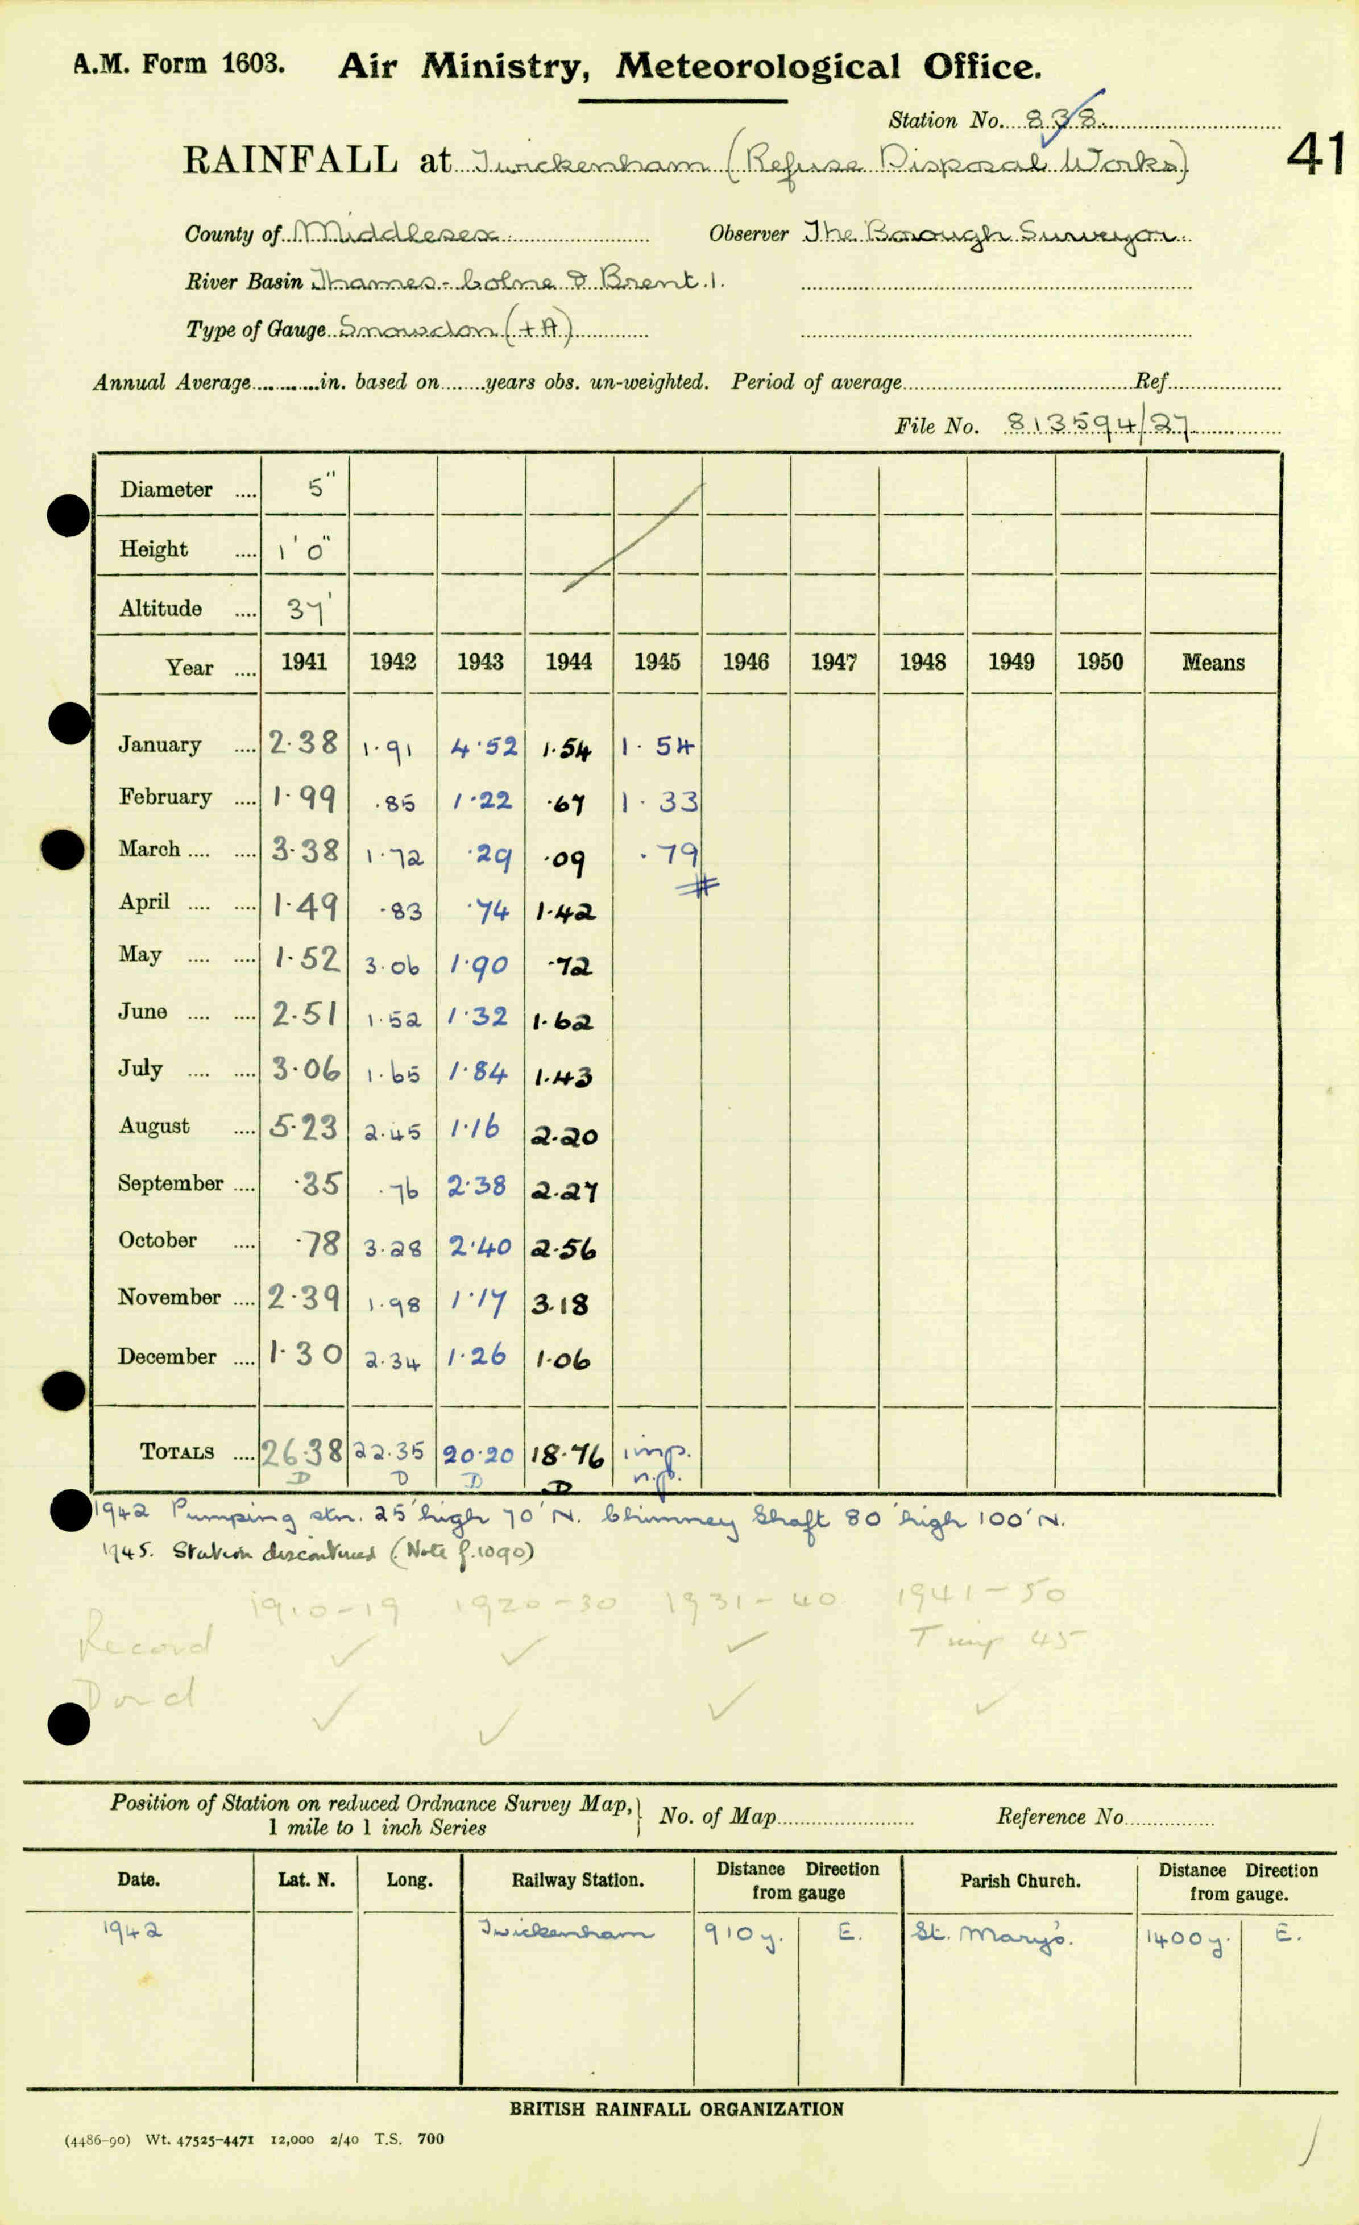 A.M. Form 1603. Air Ministry, Meteorological Office.
Station No. 838
41
RAINFALL at Twickenham (Refuse Disposal Works)
County of Middlesex Observer The Borough Surveyor
River Basin Thames - Colne & Brent. 1.
Type of Gauge Snowdon (+A)
Annual Average in. based on years obs. un-weighted. Period of average Ref.
File No. 813594/27
Diameter 5"
Height 1' 0"
Altitude 37'
Year 1941 1942 1943 1944 1945 1946 1947 1948 1949 1950 Means
January 2.38 1.91 4.52 1.54 1.54
February 1.99 .85 1.22 .67 1.33
March 3.38 1.72 .29 .09 .79
April 1.49 .83 .74 1.42
May 1.52 3.06 1.90 .72
June 2.51 1.52 1.32 1.62
July 3.06 1.65 1.84 1.43
August 5.23 2.45 1.16 2.20
September .35 .76 2.38 2.27
October .78 3.28 2.40 2.56
November 2.39 1.98 1.17 3.18
December 1.30 2.34 1.26 1.06
TOTALS 26.38 22.35 20.20 18.76 imp.
D D D D n.p.
1942 Pumping stn. 25' high 70' N. Chimney Shaft 80' high 100' N.
1945. Station discontinued (Note f.1090)
1910-19 1920-30 1931-40 1941-50
Record ✓ ✓ ✓ T imp 45
✓ ✓ ✓ ✓
Position of Station on reduced Ordnance Survey Map, 1 mile to 1 inch Series } No. of Map Reference No.
Date. Lat. N. Long. Railway Station. Distance Direction from gauge Parish Church. Distance Direction from gauge.
1942 Twickenham 910y. E. St. Mary's. 1400y. E.
BRITISH RAINFALL ORGANIZATION
(4486-90) Wt. 47525-4471 12,000 2/40 T.S. 700